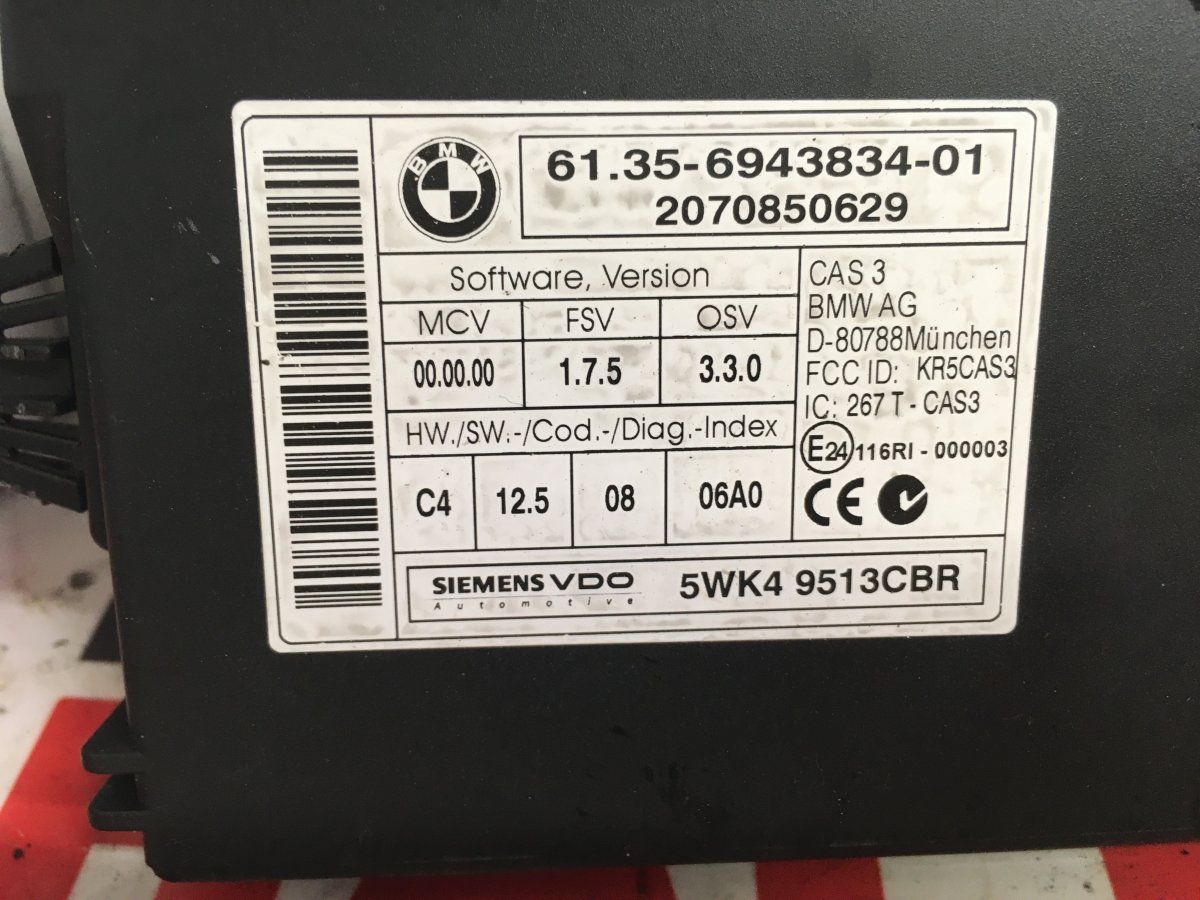 BMW
61.35-6943834-01
2070850629
Software, Version
MCV FSV OSV
00.00.00 1.7.5 3.3.0
HW./SW.-/Cod.-/Diag.-Index
C4 12.5 08 06A0
CAS 3
BMW AG
D-80788München
FCC ID: KR5CAS3
IC: 267 T - CAS3
E24 116RI - 000003
CE
SIEMENS VDO
Automotive
5WK4 9513CBR